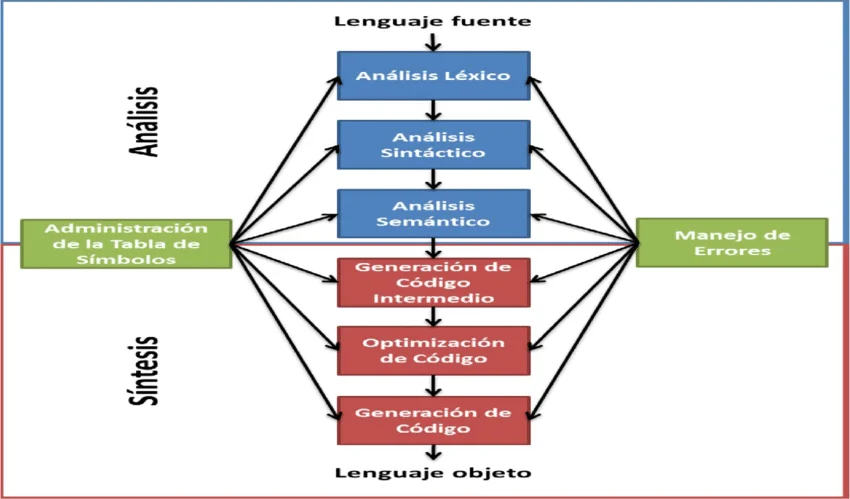 Lenguaje fuente
Análisis
Análisis Léxico
Análisis
Sintáctico
Análisis
Semántico
Administración
de la Tabla de
Símbolos
Manejo de
Errores
Generación de
Código
Intermedio
Síntesis
Optimización
de Código
Generación de
Código
Lenguaje objeto